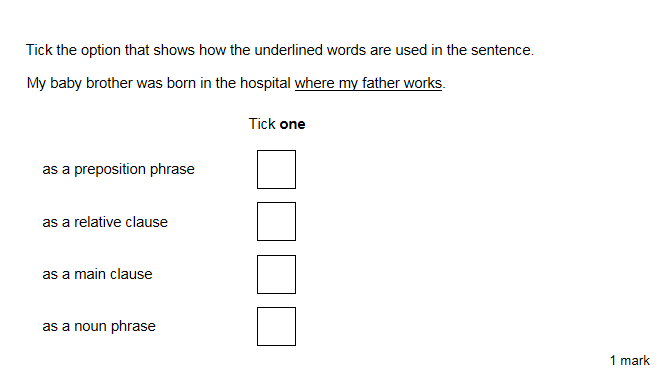 Tick the option that shows how the underlined words are used in the sentence.
My baby brother was born in the hospital where my father works.
Tick one
as a preposition phrase
as a relative clause
as a main clause
as a noun phrase
1 mark